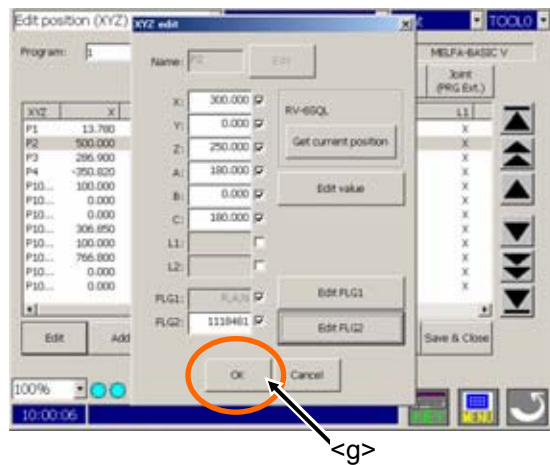 Edit position (XYZ)
XYZ edit
TOOL0
Program: 1
MELFA-BASIC V
Name: P2 Edit
Joint
(PRG Ext.)
X: 300.000
Y: 0.000
Z: 250.000
A: 180.000
B: 0.000
C: 180.000
L1:
L2:
FLG1: R,A,N
FLG2: 1118481
RV-6SQL
Get current position
Edit value
Edit FLG1
Edit FLG2
OK Cancel
XYZ X L1
P1 13.780 X
P2 500.000 X
P3 286.900 X
P4 -350.820 X
P10... 100.000 X
P10... 0.000 X
P10... 0.000 X
P10... 306.850 X
P10... 100.000 X
P10... 766.800 X
P10... 0.000 X
P10... 0.000 X
Edit Add Save & Close
100%
10:00:06
MENU
<g>